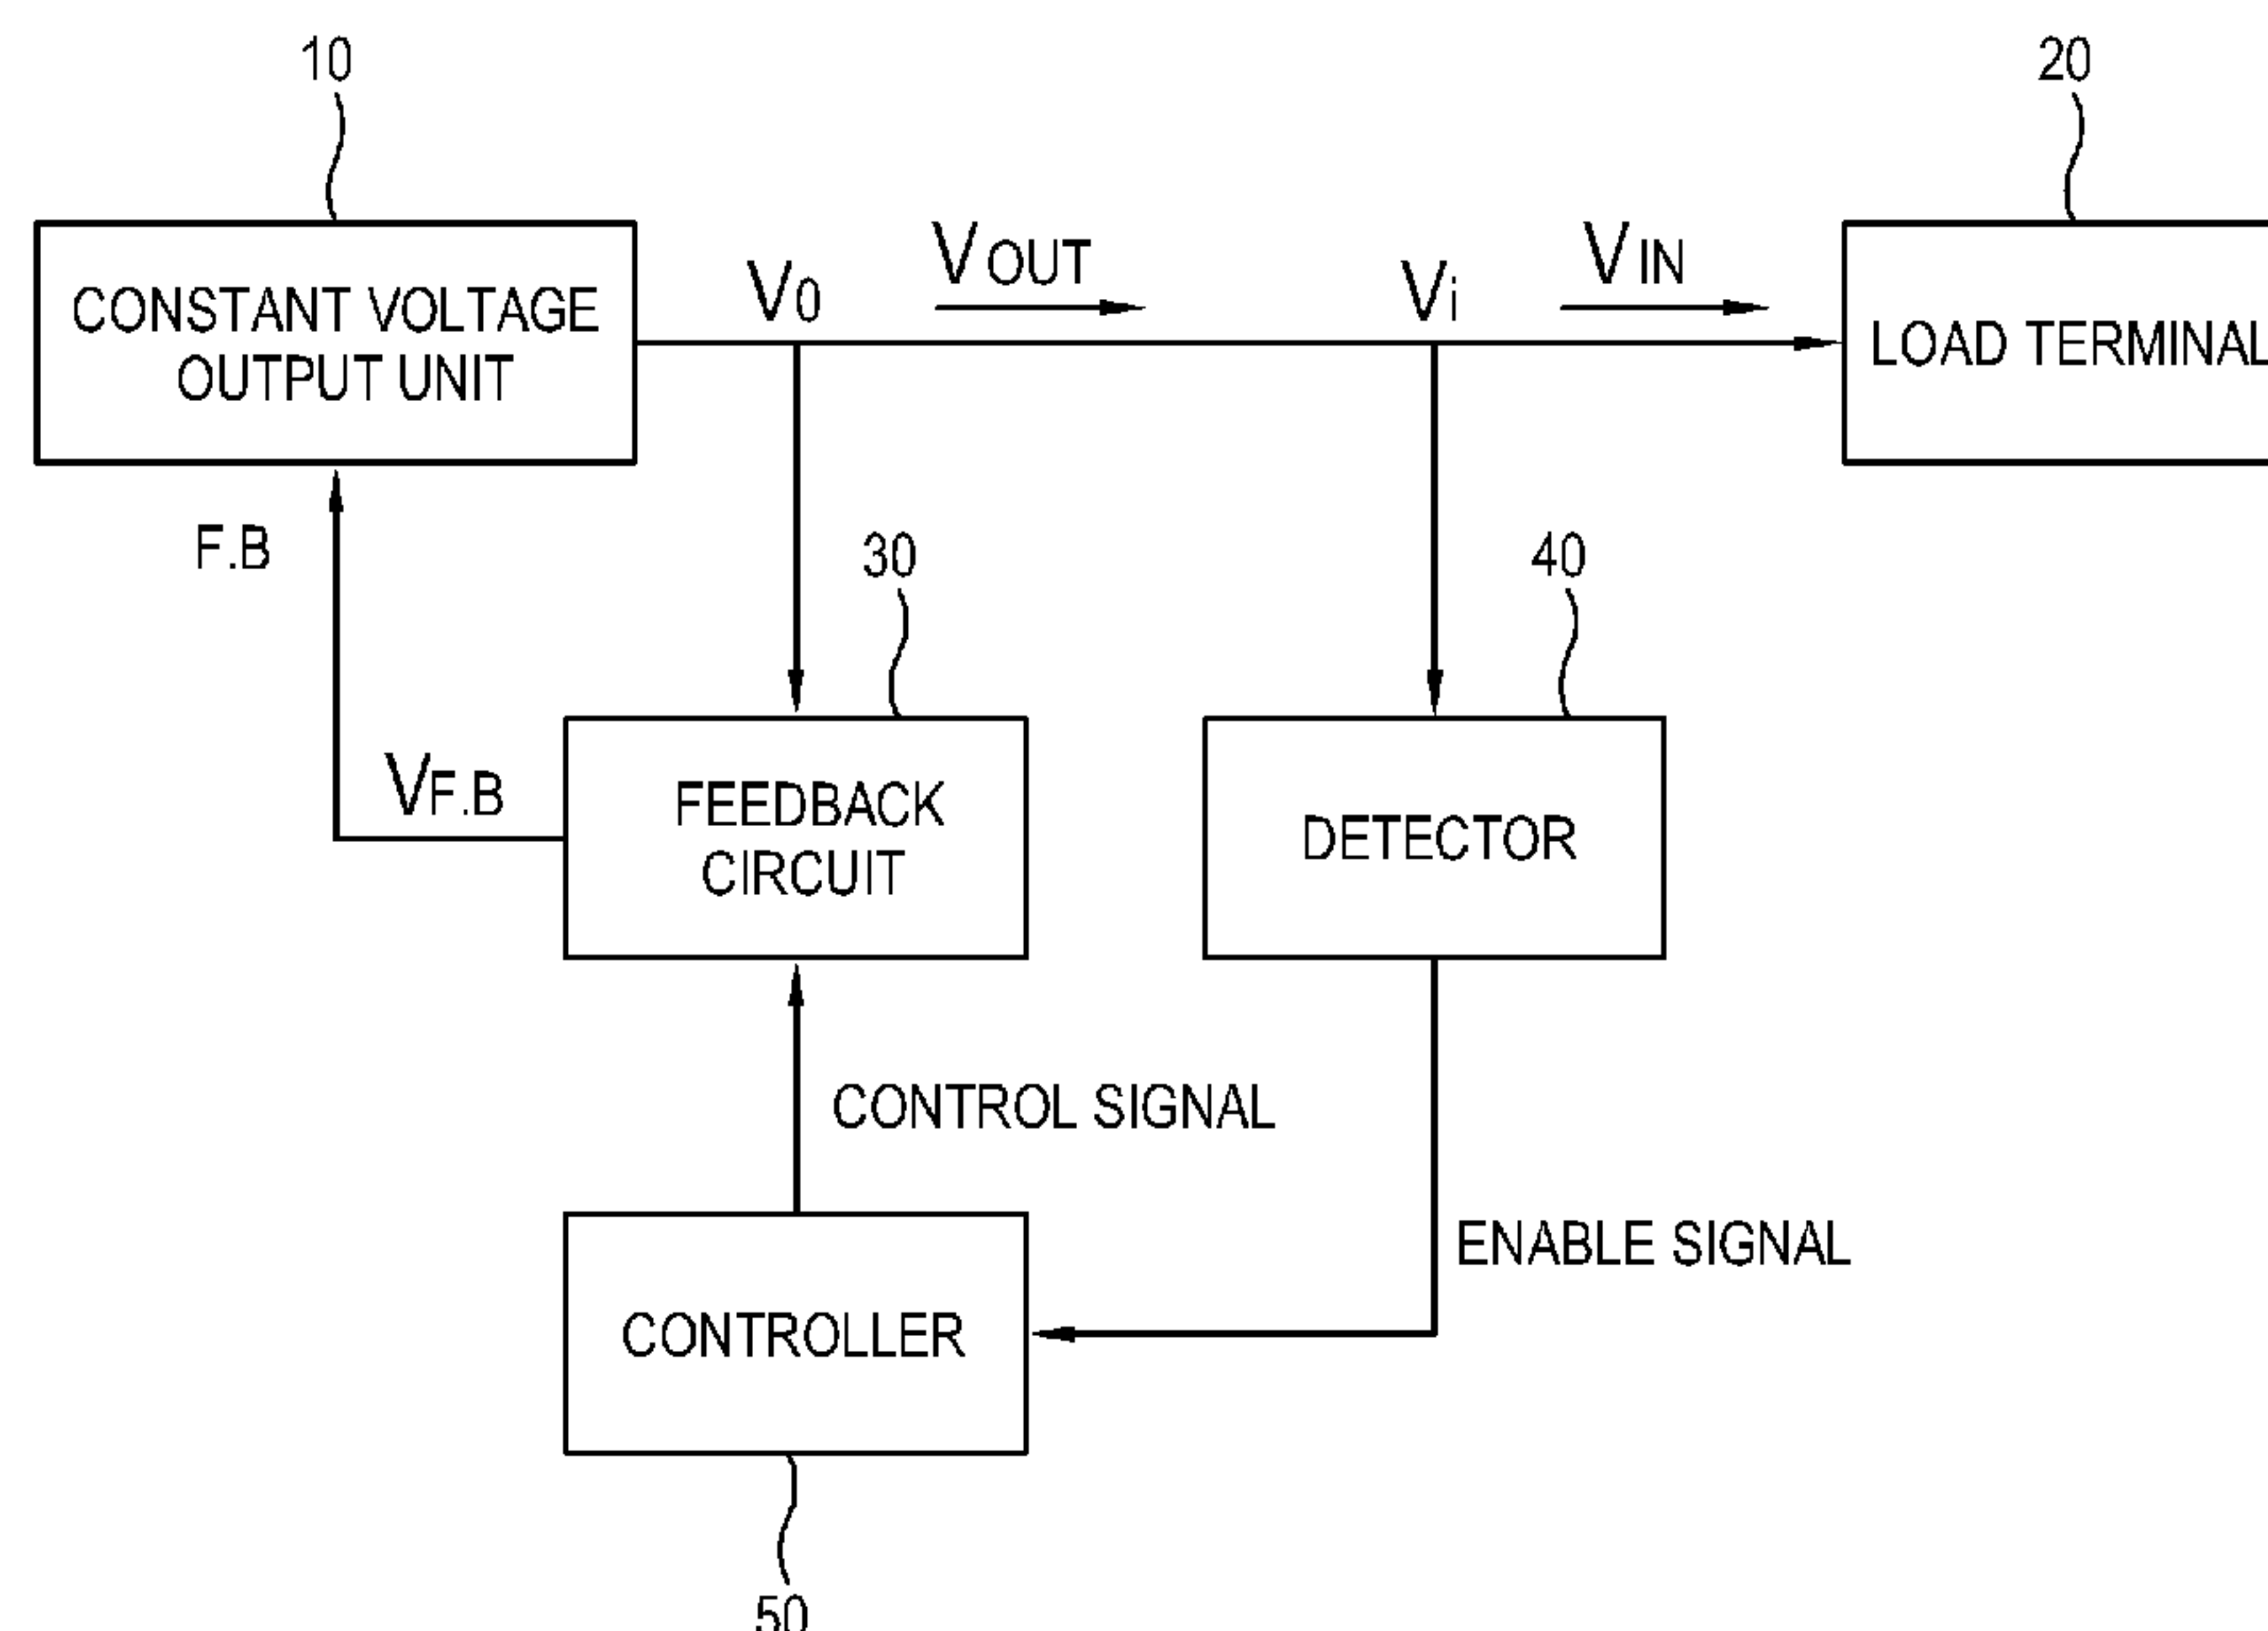 10
20
CONSTANT VOLTAGE
OUTPUT UNIT
V0
VOUT
Vi
VIN
LOAD TERMINAL
F.B
30
40
VF.B
FEEDBACK
CIRCUIT
DETECTOR
CONTROL SIGNAL
ENABLE SIGNAL
CONTROLLER
50